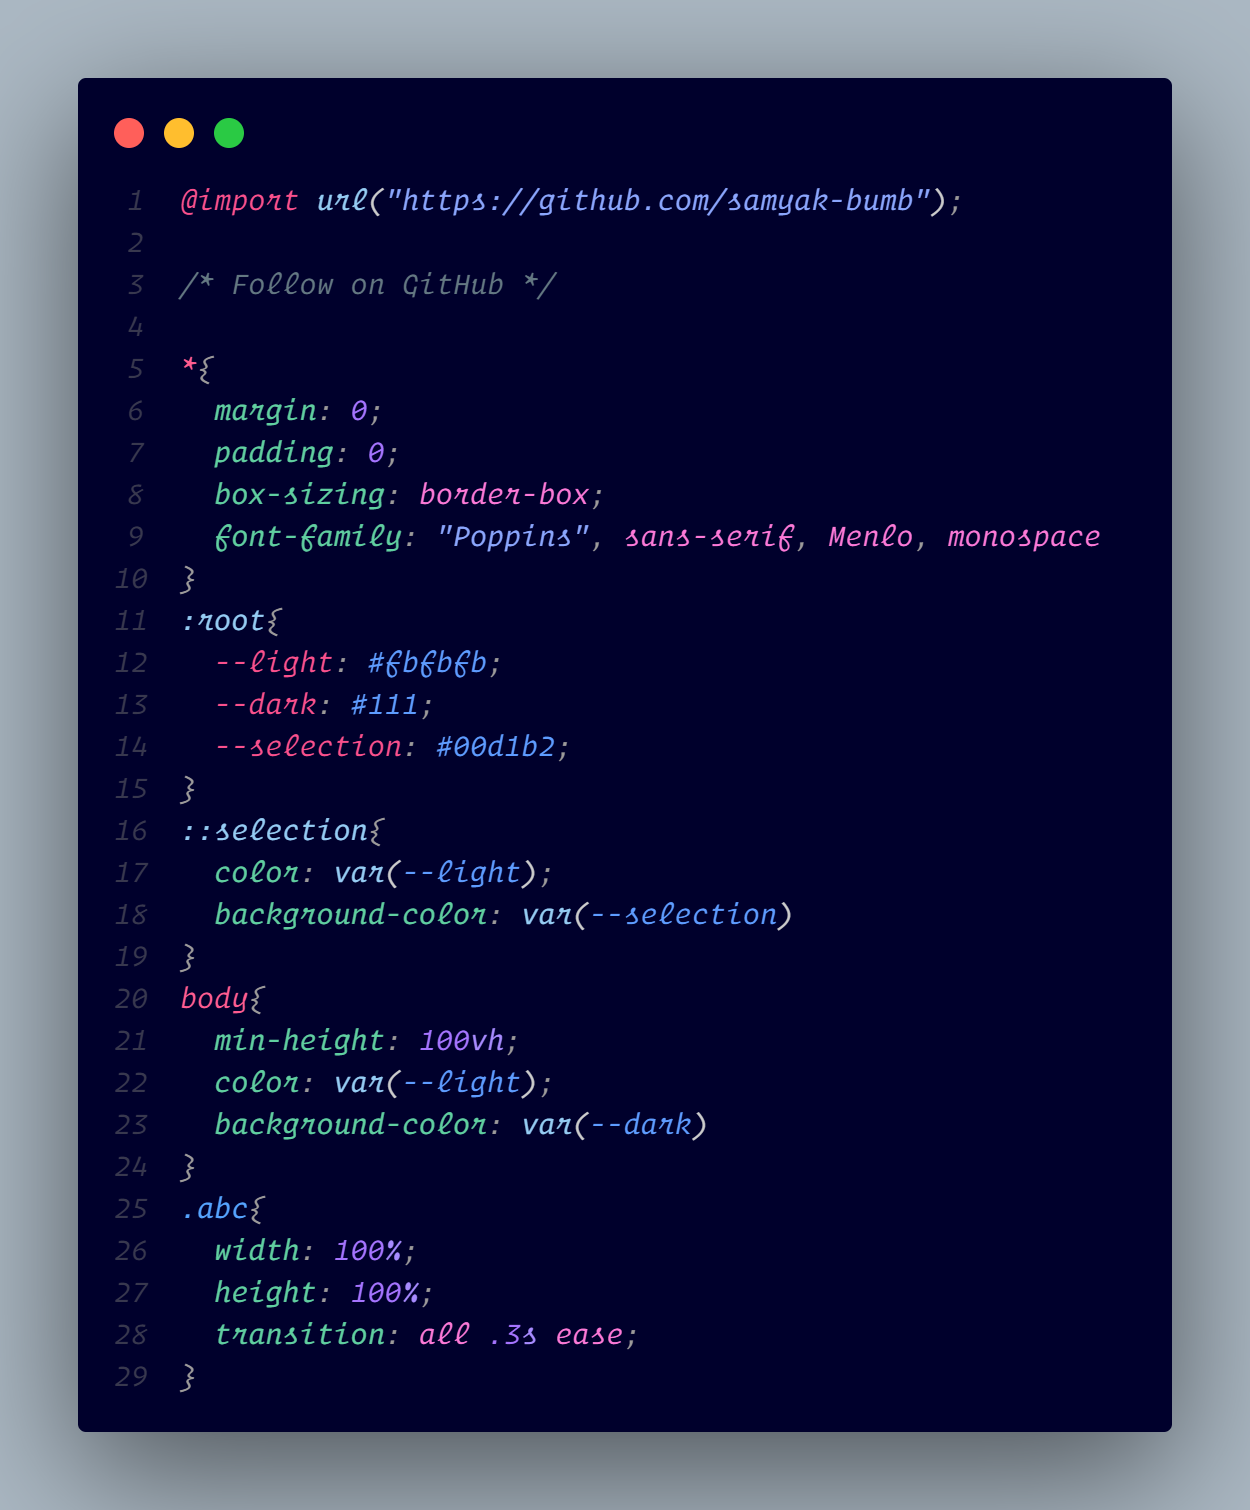 1 @import url("https://github.com/samyak-bumb");
2
3 /* Follow on GitHub */
4
5 *{
6   margin: 0;
7   padding: 0;
8   box-sizing: border-box;
9   font-family: "Poppins", sans-serif, Menlo, monospace
10 }
11 :root{
12   --light: #fbfbfb;
13   --dark: #111;
14   --selection: #00d1b2;
15 }
16 ::selection{
17   color: var(--light);
18   background-color: var(--selection)
19 }
20 body{
21   min-height: 100vh;
22   color: var(--light);
23   background-color: var(--dark)
24 }
25 .abc{
26   width: 100%;
27   height: 100%;
28   transition: all .3s ease;
29 }